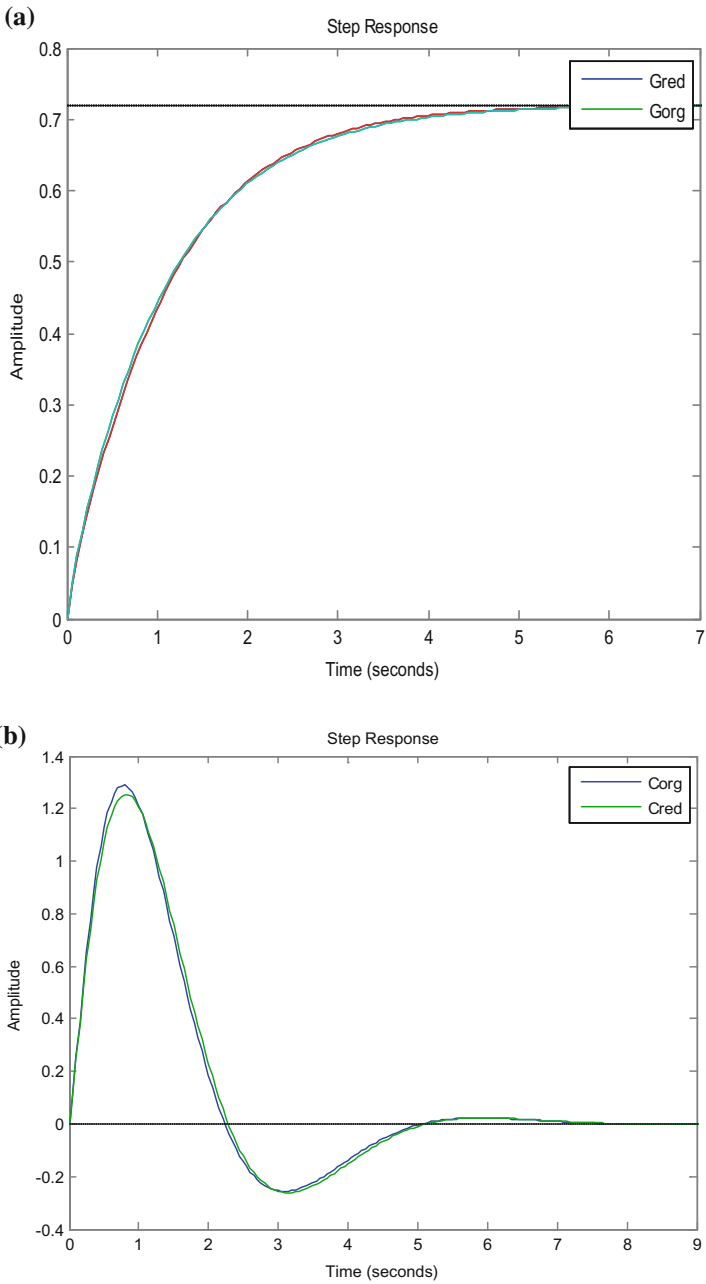 (a)
Step Response
0.8
0.7
0.6
0.5
0.4
0.3
0.2
0.1
0
Amplitude
Gred
Gorg
0 1 2 3 4 5 6 7
Time (seconds)
(b)
Step Response
1.4
1.2
1
0.8
0.6
0.4
0.2
0
-0.2
-0.4
Amplitude
Corg
Cred
0 1 2 3 4 5 6 7 8 9
Time (seconds)